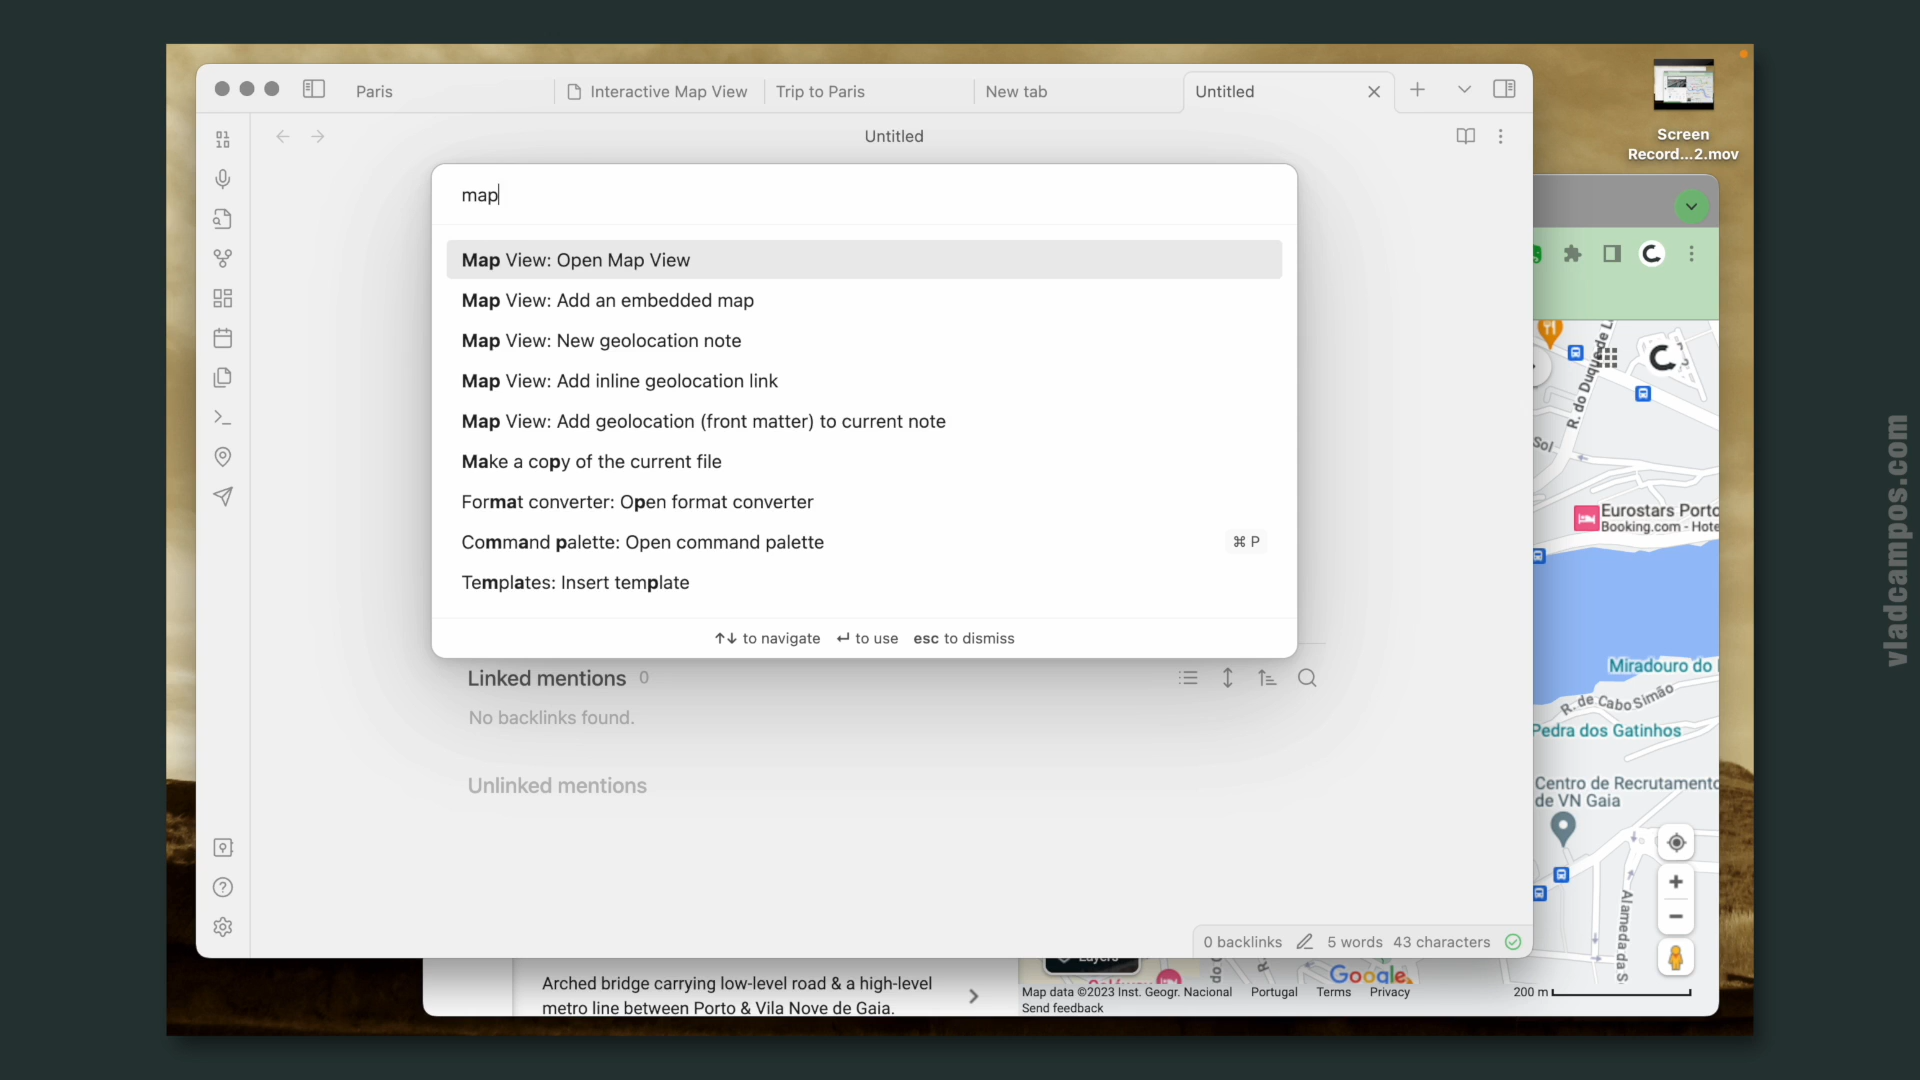 Paris
Interactive Map View
Trip to Paris
New tab
Untitled
Untitled
map
Map View: Open Map View
Map View: Add an embedded map
Map View: New geolocation note
Map View: Add inline geolocation link
Map View: Add geolocation (front matter) to current note
Make a copy of the current file
Format converter: Open format converter
Command palette: Open command palette
⌘ P
Templates: Insert template
↑↓ to navigate ↵ to use esc to dismiss
Linked mentions 0
No backlinks found.
Unlinked mentions
0 backlinks 5 words 43 characters
Screen
Record...2.mov
R. do Duque de L
Sol
Eurostars Porto
Booking.com - Hote
Miradouro do
R. de Cabo Simão
Pedra dos Gatinhos
Centro de Recrutamento
de VN Gaia
Alameda da S
Arched bridge carrying low-level road & a high-level
metro line between Porto & Vila Nove de Gaia.
Layers
Google
Map data ©2023 Inst. Geogr. Nacional Portugal Terms Privacy 200 m
Send feedback
vladcampos.com